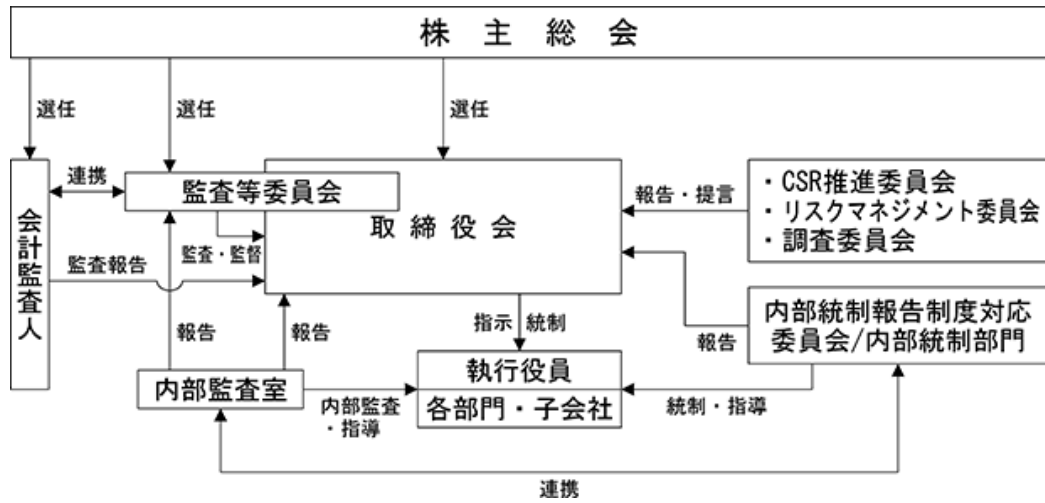 株主総会
選任
選任
選任
会計監査人
連携
監査等委員会
取締役会
監査・監督
監査報告
報告・提言
・CSR推進委員会
・リスクマネジメント委員会
・調査委員会
報告
報告
指示
統制
報告
内部統制報告制度対応
委員会/内部統制部門
内部監査室
内部監査
・指導
執行役員
各部門・子会社
統制・指導
連携